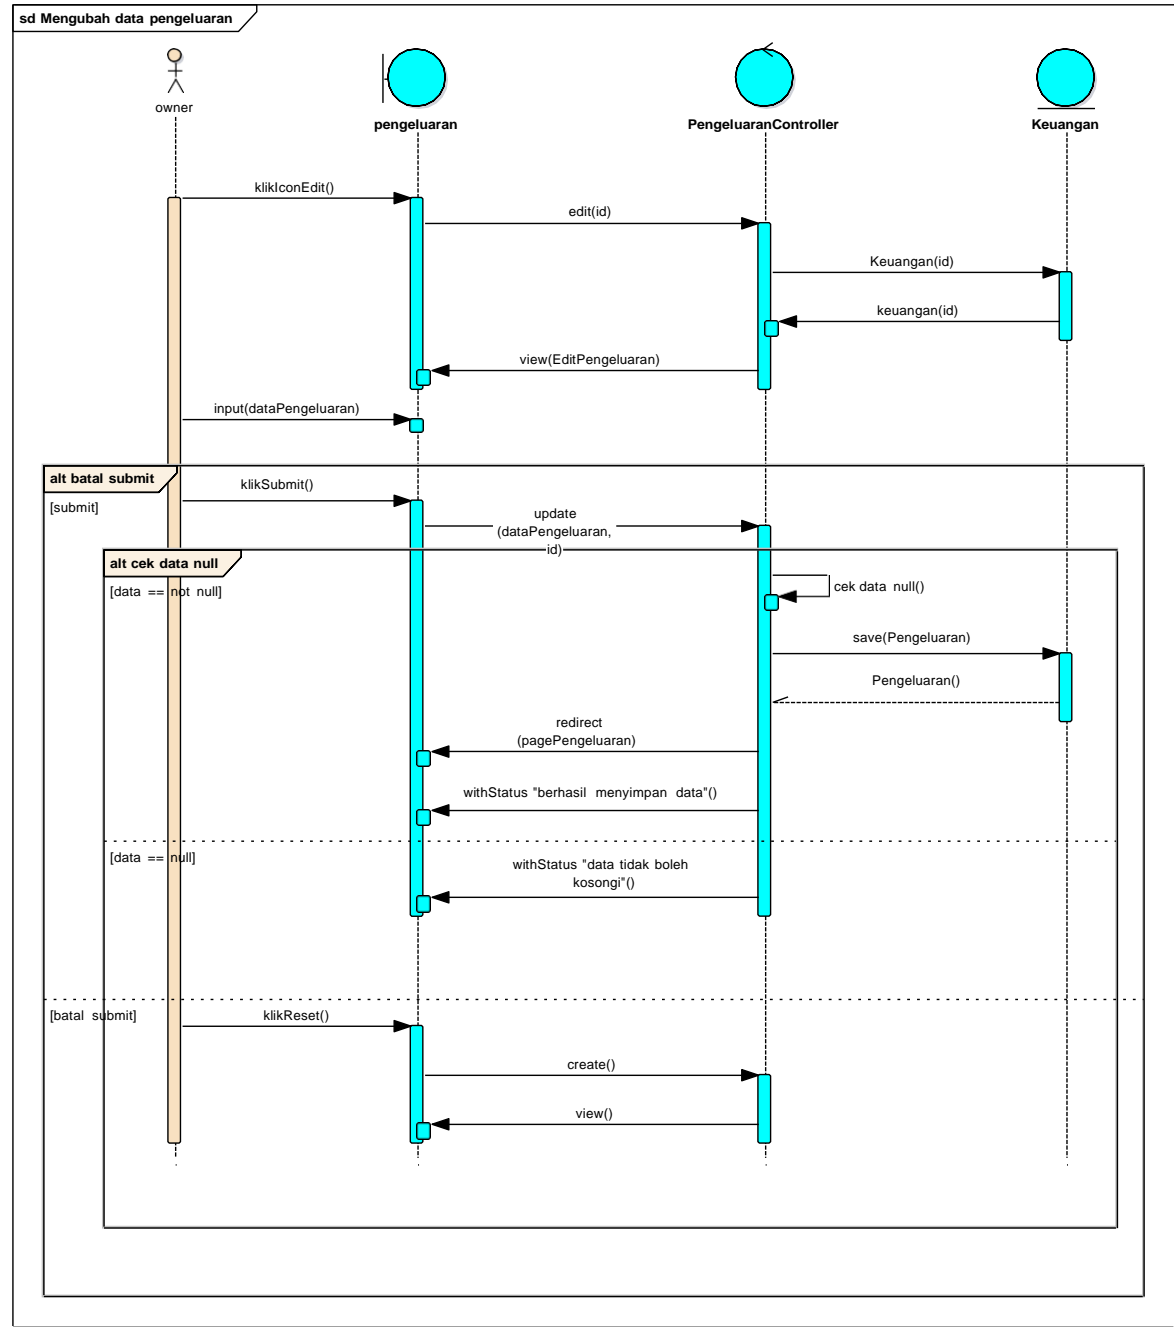 sd Mengubah data pengeluaran
owner
pengeluaran
PengeluaranController
Keuangan
klikIconEdit()
edit(id)
Keuangan(id)
keuangan(id)
view(EditPengeluaran)
input(dataPengeluaran)
alt batal submit
[submit]
klikSubmit()
update
(dataPengeluaran,
id)
alt cek data null
[data == not null]
cek data null()
save(Pengeluaran)
Pengeluaran()
redirect
(pagePengeluaran)
withStatus "berhasil menyimpan data"()
[data == null]
withStatus "data tidak boleh
kosongi"()
[batal submit]
klikReset()
create()
view()